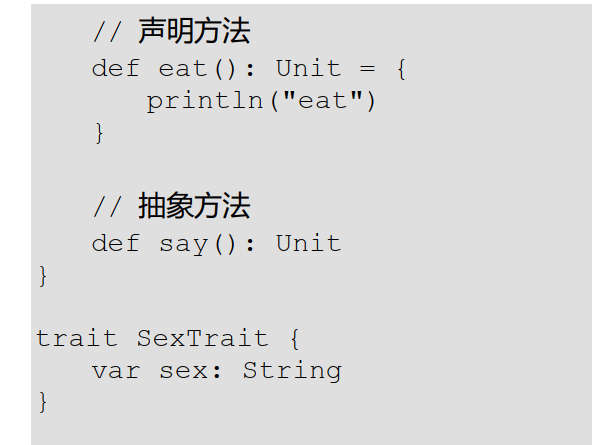 // 声明方法
def eat(): Unit = {
println("eat")
}
// 抽象方法
def say(): Unit
}
trait SexTrait {
var sex: String
}